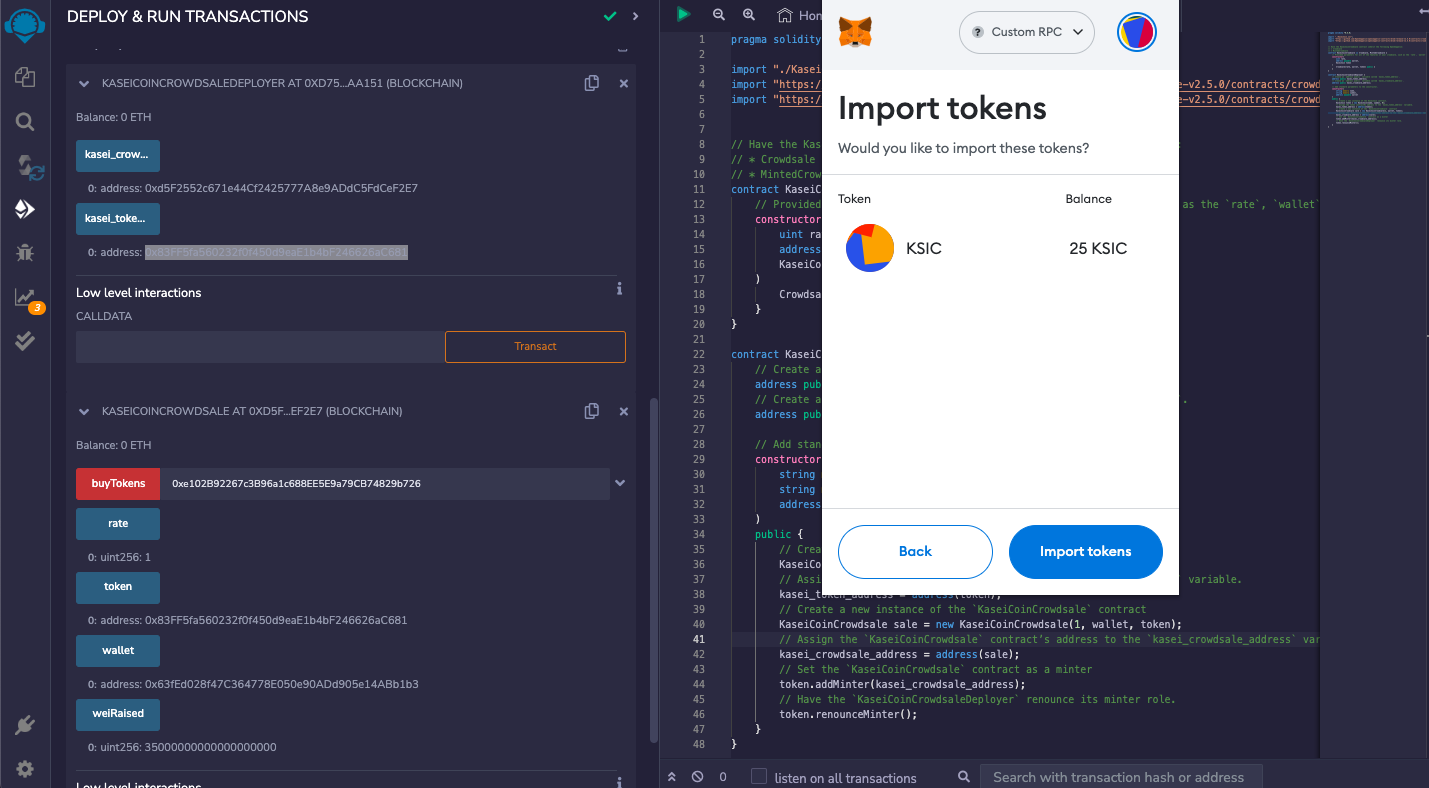 DEPLOY & RUN TRANSACTIONS
KASEICOINCROWDSALEDEPLOYER AT 0XD75...AA151 (BLOCKCHAIN)
Balance: 0 ETH
kasei_crow...
0: address: 0xd5F2552c671e44Cf2425777A8e9ADdC5FdCeF2E7
kasei_toke...
0: address: 0x83FF5fa560232f0f450d9eaE1b4bF246626aC681
Low level interactions
CALLDATA
Transact
KASEICOINCROWDSALE AT 0XD5F...EF2E7 (BLOCKCHAIN)
Balance: 0 ETH
buyTokens 0xe102B92267c3B96a1c688EE5E9a79CB74829b726
rate
0: uint256: 1
token
0: address: 0x83FF5fa560232f0f450d9eaE1b4bF246626aC681
wallet
0: address: 0x63fEd028f47C364778E050e90ADd905e14ABb1b3
weiRaised
0: uint256: 35000000000000000000
Low level interactions
3
Hom
1 pragma solidity
2
3 import "./Kasei
4 import "https:/ e-v2.5.0/contracts/crowd
5 import "https:/ e-v2.5.0/contracts/crowd
6
7
8 // Have the Kas
9 // * Crowdsale
10 // * MintedCrow
11 contract KaseiC
12 // Provided as the `rate`, `wallet`
13 constructor
14 uint ra
15 address
16 KaseiCo
17 )
18 Crowdsa
19 }
20 }
21
22 contract KaseiC
23 // Create a
24 address pub
25 // Create a .
26 address pub
27
28 // Add stan
29 constructor
30 string
31 string
32 address
33 )
34 public {
35 // Crea
36 KaseiCo
37 // Assi variable.
38 kasei_token_address = address(token);
39 // Create a new instance of the `KaseiCoinCrowdsale` contract
40 KaseiCoinCrowdsale sale = new KaseiCoinCrowdsale(1, wallet, token);
41 // Assign the `KaseiCoinCrowdsale` contract's address to the `kasei_crowdsale_address` var
42 kasei_crowdsale_address = address(sale);
43 // Set the `KaseiCoinCrowdsale` contract as a minter
44 token.addMinter(kasei_crowdsale_address);
45 // Have the `KaseiCoinCrowdsaleDeployer` renounce its minter role.
46 token.renounceMinter();
47 }
48 }
0 listen on all transactions Search with transaction hash or address
? Custom RPC
Import tokens
Would you like to import these tokens?
Token Balance
KSIC 25 KSIC
Back Import tokens